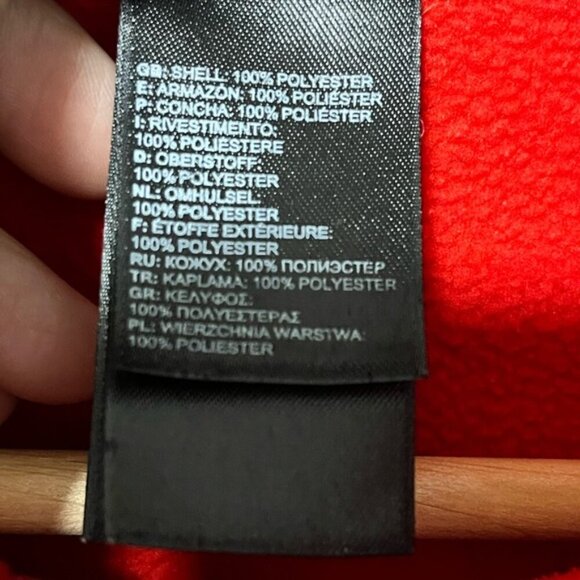 GB: SHELL: 100% POLYESTER
E: ARMAZÓN: 100% POLIÉSTER
P: CONCHA: 100% POLIESTER
I: RIVESTIMENTO:
100% POLIESTERE
D: OBERSTOFF:
100% POLYESTER
NL: OMHULSEL:
100% POLYESTER
F: ÉTOFFE EXTÉRIEURE:
100% POLYESTER
RU: КОЖУХ: 100% ПОЛИЭСТЕР
TR: KAPLAMA: 100% POLYESTER
GR: ΚΕΛΥΦΟΣ:
100% ΠΟΛΥΕΣΤΕΡΑΣ
PL: WIERZCHNIA WARSTWA:
100% POLIESTER